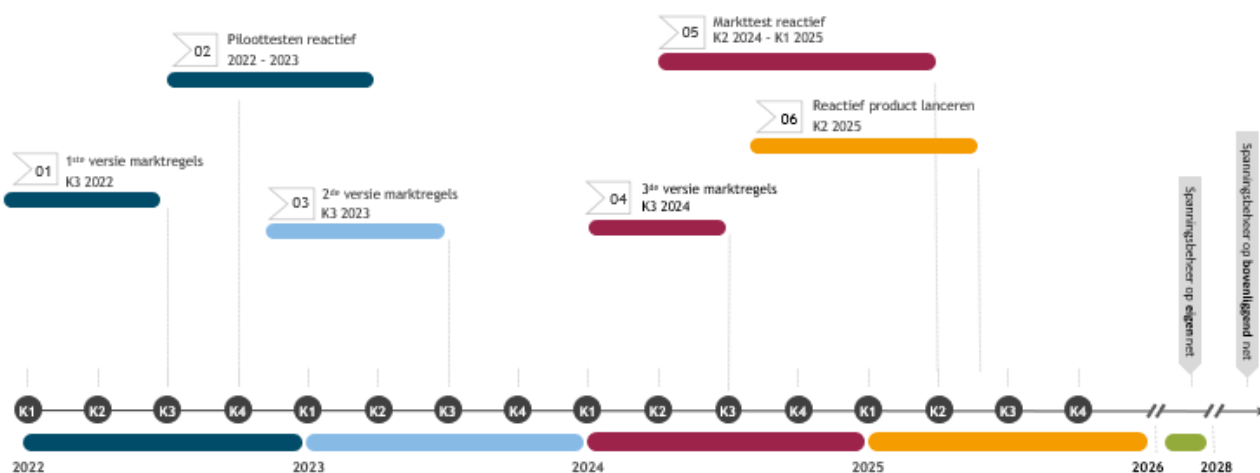 05
Markttest reactief
K2 2024 - K1 2025
02
Piloottesten reactief
2022 - 2023
06
Reactief product lanceren
K2 2025
01
1ste versie marktregels
K3 2022
03
2de versie marktregels
K3 2023
04
3de versie marktregels
K3 2024
Spanningsbeheer op eigen net
Spanningsbeheer op bovenliggend net
K1 K2 K3 K4 K1 K2 K3 K4 K1 K2 K3 K4 K1 K2 K3 K4
2022 2023 2024 2025 2026 2028